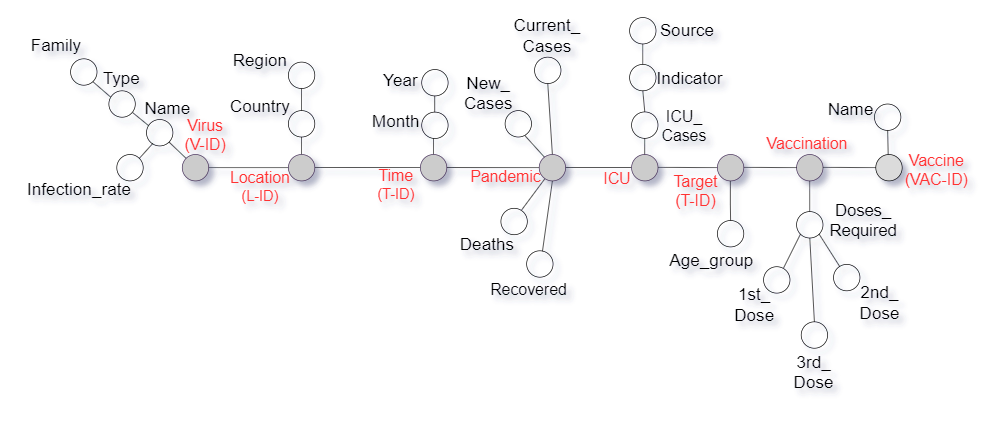 Family
Type
Name
Infection_rate
Virus
(V-ID)
Region
Country
Location
(L-ID)
Year
Month
Time
(T-ID)
Current_
Cases
New_
Cases
Pandemic
Deaths
Recovered
Source
Indicator
ICU_
Cases
ICU
Target
(T-ID)
Age_group
Vaccination
Doses_
Required
1st_
Dose
2nd_
Dose
3rd_
Dose
Name
Vaccine
(VAC-ID)